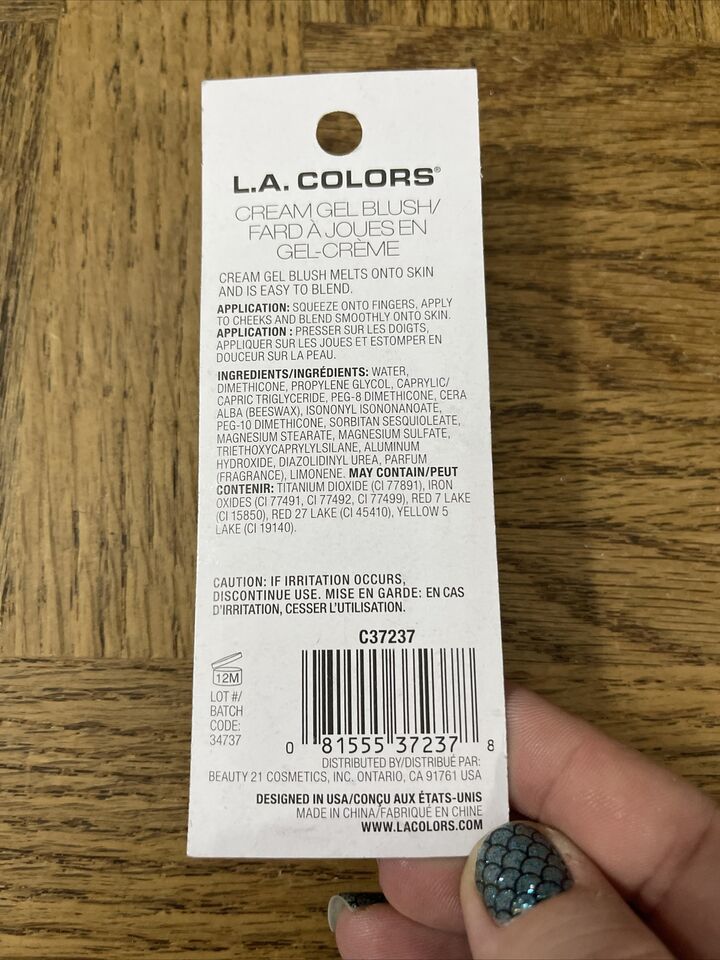 L.A. COLORS®
CREAM GEL BLUSH/
FARD À JOUES EN
GEL-CRÈME
CREAM GEL BLUSH MELTS ONTO SKIN
AND IS EASY TO BLEND.
APPLICATION: SQUEEZE ONTO FINGERS, APPLY
TO CHEEKS AND BLEND SMOOTHLY ONTO SKIN.
APPLICATION : PRESSER SUR LES DOIGTS,
APPLIQUER SUR LES JOUES ET ESTOMPER EN
DOUCEUR SUR LA PEAU.
INGREDIENTS/INGRÉDIENTS: WATER,
DIMETHICONE, PROPYLENE GLYCOL, CAPRYLIC/
CAPRIC TRIGLYCERIDE, PEG-8 DIMETHICONE, CERA
ALBA (BEESWAX), ISONONYL ISONONANOATE,
PEG-10 DIMETHICONE, SORBITAN SESQUIOLEATE,
MAGNESIUM STEARATE, MAGNESIUM SULFATE,
TRIETHOXYCAPRYLYLSILANE, ALUMINUM
HYDROXIDE, DIAZOLIDINYL UREA, PARFUM
(FRAGRANCE), LIMONENE. MAY CONTAIN/PEUT
CONTENIR: TITANIUM DIOXIDE (CI 77891), IRON
OXIDES (CI 77491, CI 77492, CI 77499), RED 7 LAKE
(CI 15850), RED 27 LAKE (CI 45410), YELLOW 5
LAKE (CI 19140).
CAUTION: IF IRRITATION OCCURS,
DISCONTINUE USE. MISE EN GARDE: EN CAS
D'IRRITATION, CESSER L'UTILISATION.
C37237
12M
LOT #/
BATCH
CODE:
34737
0 81555 37237 8
DISTRIBUTED BY/DISTRIBUÉ PAR:
BEAUTY 21 COSMETICS, INC. ONTARIO, CA 91761 USA
DESIGNED IN USA/CONÇU AUX ÉTATS-UNIS
MADE IN CHINA/FABRIQUÉ EN CHINE
WWW.LACOLORS.COM